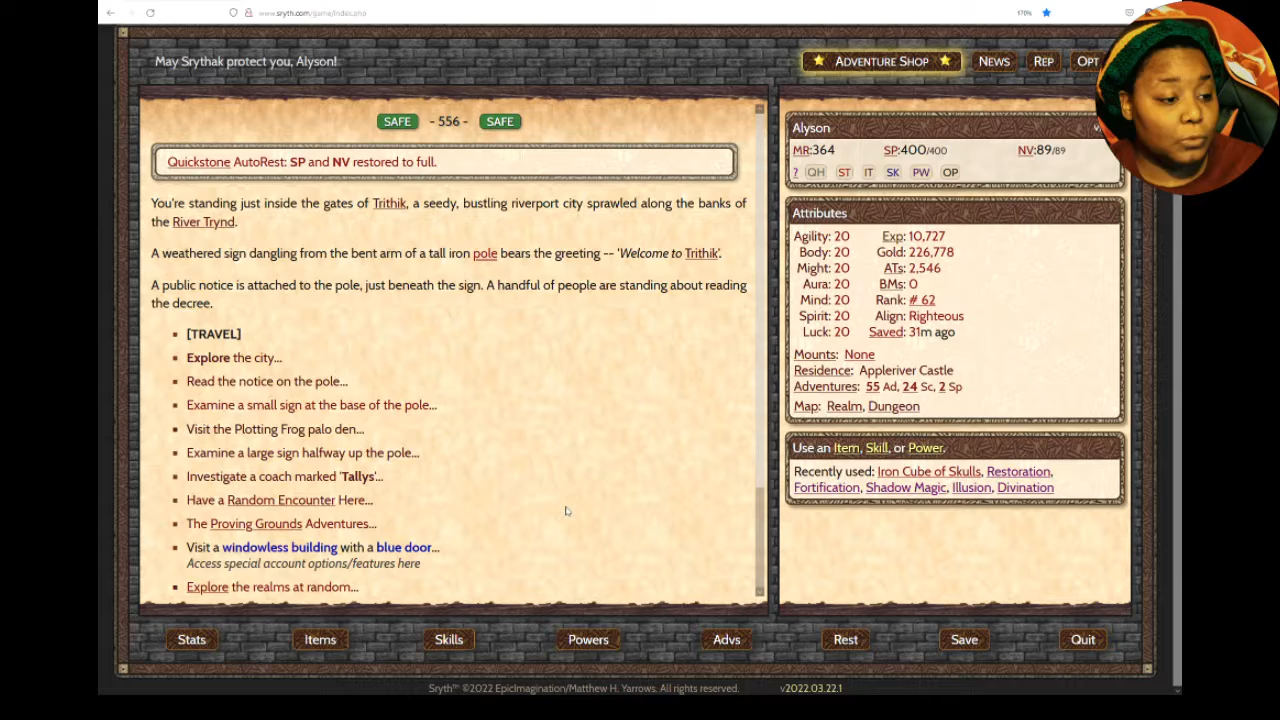 www.sryth.com/game/index.php
170%
May Srythak protect you, Alyson!
ADVENTURE SHOP
NEWS
REP
OPT
SAFE - 556 - SAFE
Quickstone AutoRest: SP and NV restored to full.
You're standing just inside the gates of Trithik, a seedy, bustling riverport city sprawled along the banks of
the River Trynd.
A weathered sign dangling from the bent arm of a tall iron pole bears the greeting -- 'Welcome to Trithik'.
A public notice is attached to the pole, just beneath the sign. A handful of people are standing about reading
the decree.
[TRAVEL]
Explore the city...
Read the notice on the pole...
Examine a small sign at the base of the pole...
Visit the Plotting Frog palo den...
Examine a large sign halfway up the pole...
Investigate a coach marked 'Tallys'...
Have a Random Encounter Here...
The Proving Grounds Adventures...
Visit a windowless building with a blue door...
Access special account options/features here
Explore the realms at random...
Alyson
MR:364 SP:400/400 NV:89/89
? QH ST IT SK PW OP
Attributes
Agility: 20 Exp: 10,727
Body: 20 Gold: 226,778
Might: 20 ATs: 2,546
Aura: 20 BMs: 0
Mind: 20 Rank: # 62
Spirit: 20 Align: Righteous
Luck: 20 Saved: 31m ago
Mounts: None
Residence: Appleriver Castle
Adventures: 55 Ad, 24 Sc, 2 Sp
Map: Realm, Dungeon
Use an Item, Skill, or Power.
Recently used: Iron Cube of Skulls, Restoration,
Fortification, Shadow Magic, Illusion, Divination
Stats
Items
Skills
Powers
Advs
Rest
Save
Quit
Sryth™ ©2022 EpicImagination/Matthew H. Yarrows. All rights reserved.
v2022.03.22.1